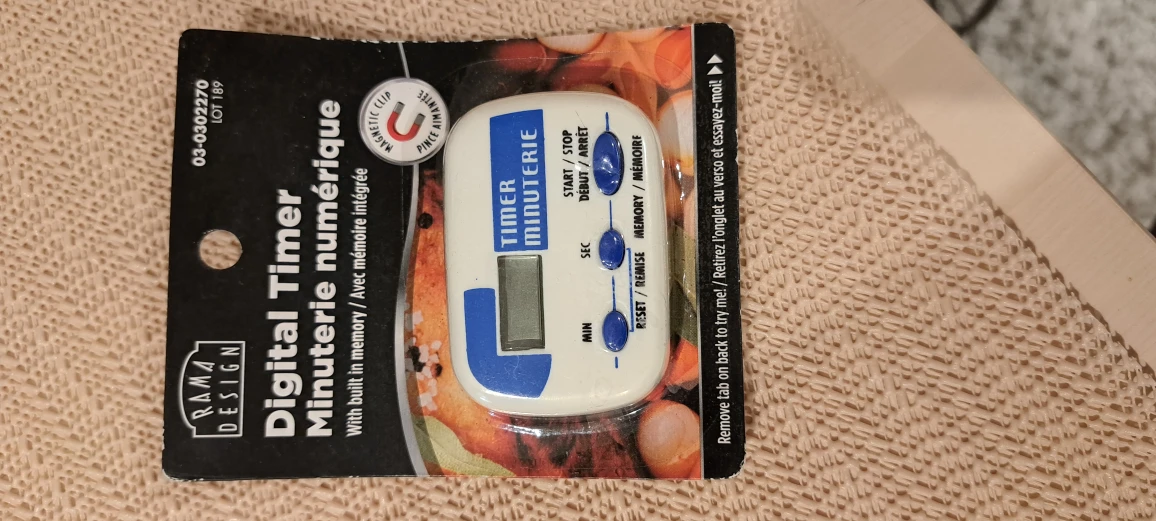 RAMA
DESIGN
03-0302270
LOT 189
Digital Timer
Minuterie numérique
With built in memory / Avec mémoire intégrée
MAGNETIC CLIP
PINCE AIMANTÉE
TIMER
MINUTERIE
MIN
SEC
START / STOP
DÉBUT / ARRÊT
RESET / REMISE
MEMORY / MÉMOIRE
Remove tab on back to try me! / Retirez l'onglet au verso et essayez-moi!